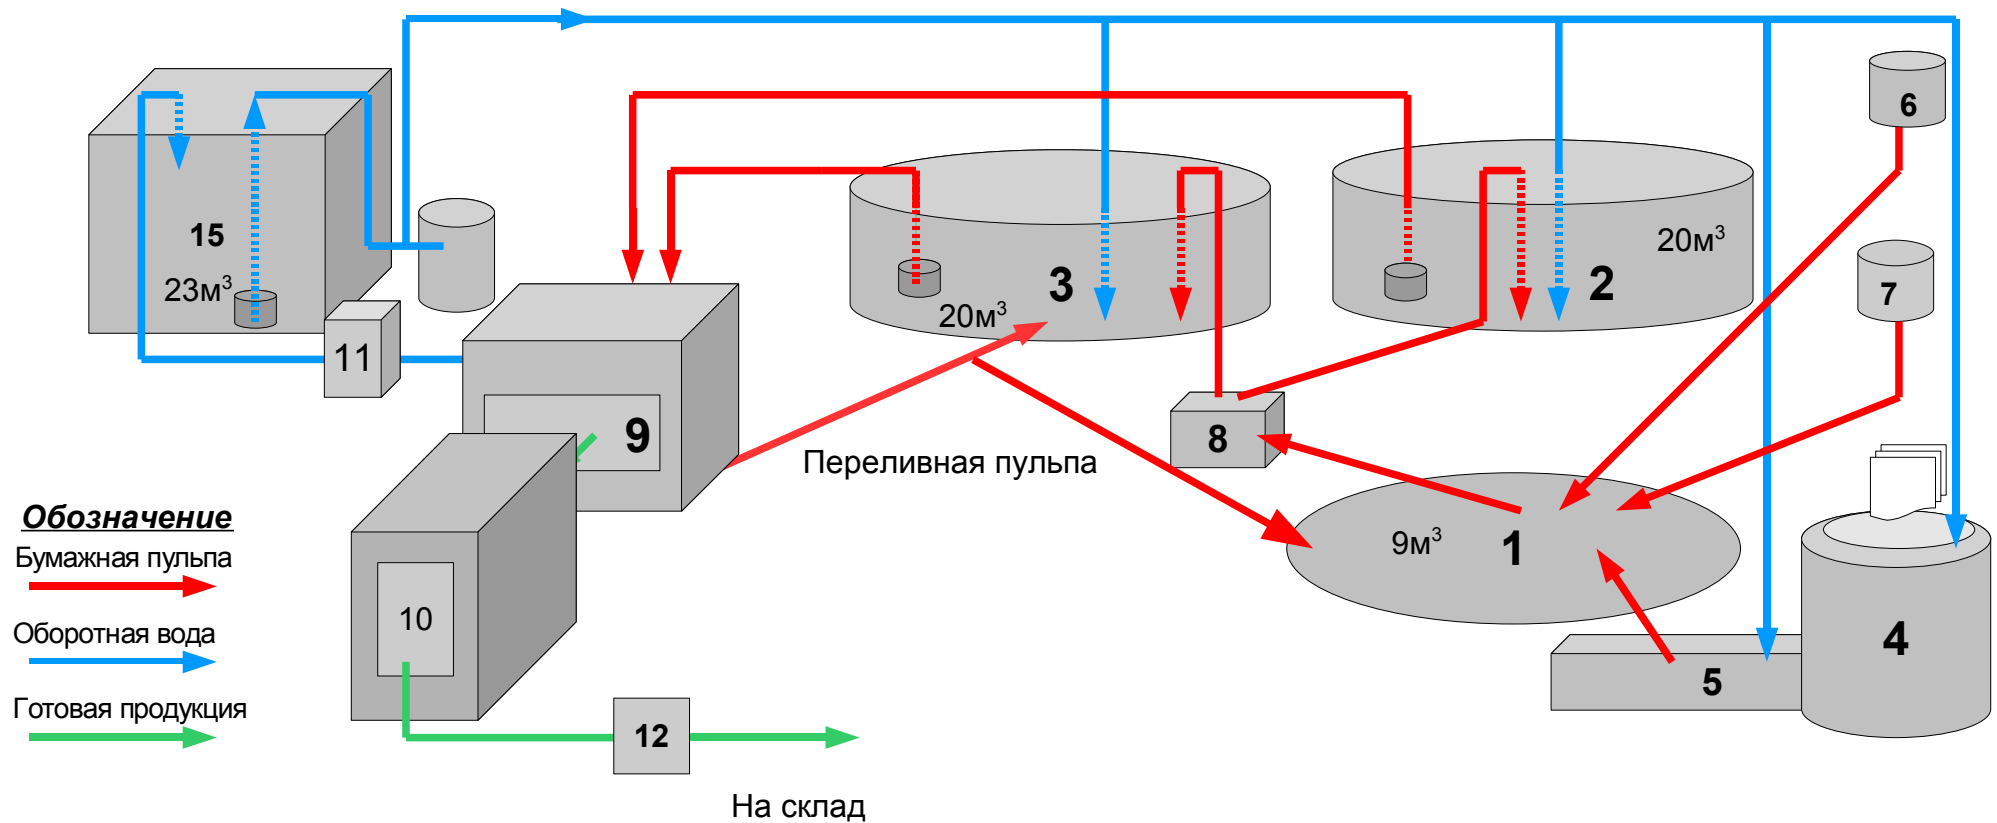 6
15
20м³
23м³
3
2
7
20м³
11
9
8
Переливная пульпа
Обозначение
9м³
1
Бумажная пульпа
10
Оборотная вода
4
5
Готовая продукция
12
На склад